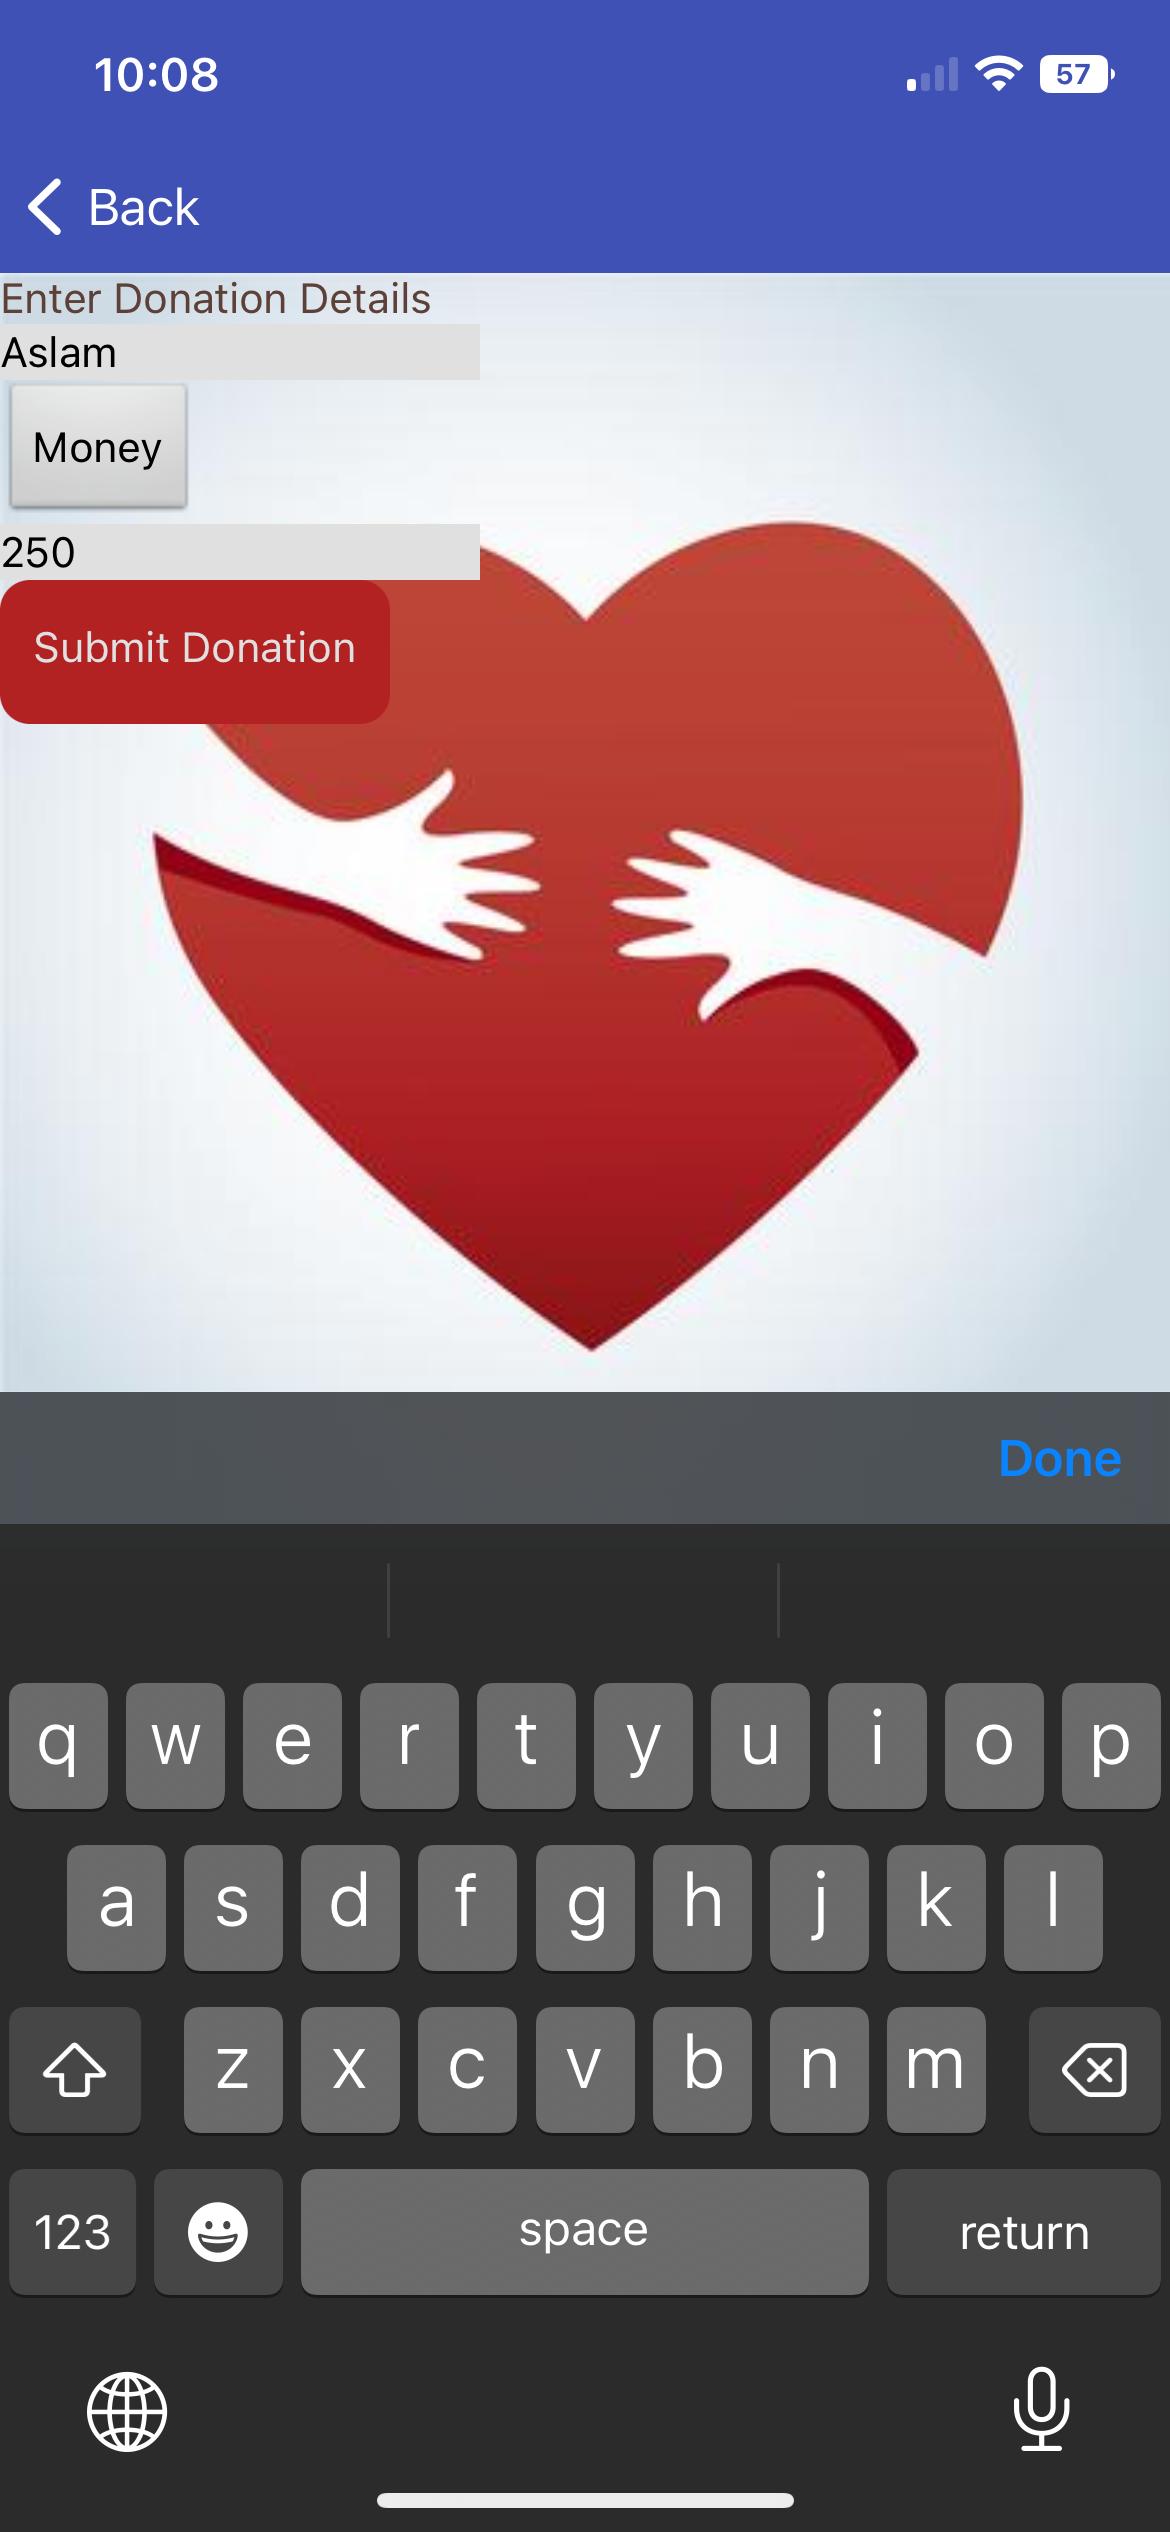 10:08 57
Back
Enter Donation Details
Aslam
Money
250
Submit Donation
Done
q w e r t y u i o p
a s d f g h j k l
z x c v b n m
123 space return